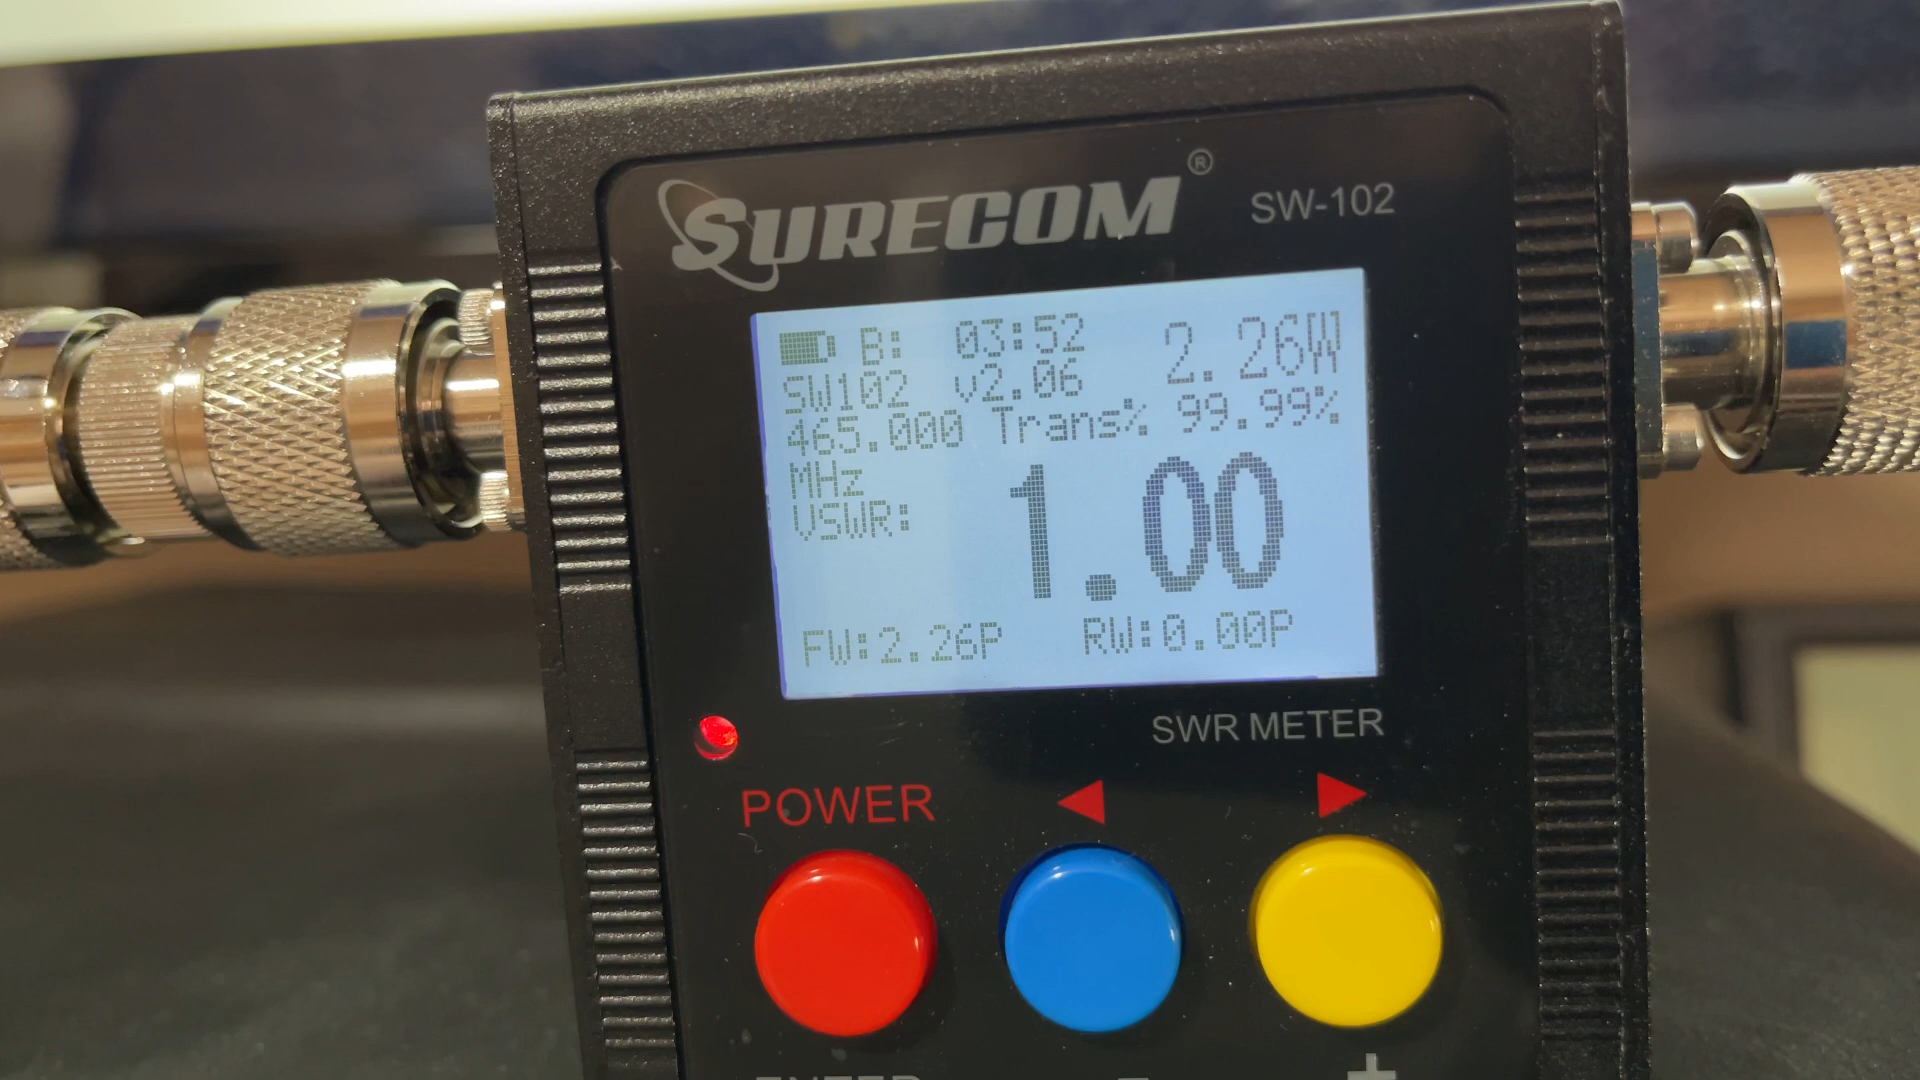 SURECOM® SW-102
B: 03:52 2.26W
SW102 v2.06
465.000 Trans% 99.99%
MHz
VSWR: 1.00
FW:2.26P RW:0.00P
SWR METER
POWER ◀ ▶
ENTER - +